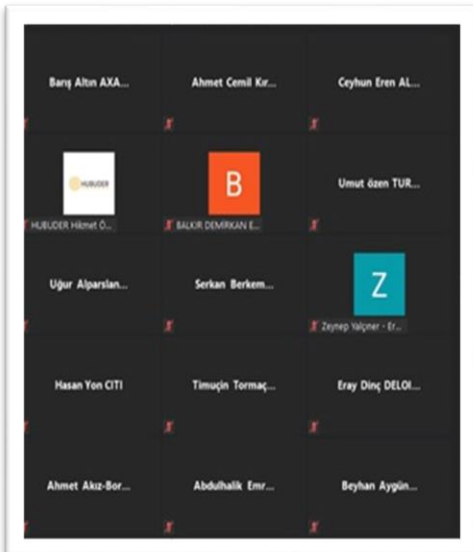 Barış Altın AXA...
Ahmet Cemil Kır...
Ceyhun Eren AL...
HUBUDER
HUBUDER Hikmet Ö...
B
BALKIR DEMİRKAN E...
Umut özen TUR...
Uğur Alparslan...
Serkan Berkem...
Z
Zeynep Yalçıner - Er...
Hasan Yon CITI
Timuçin Tormaç...
Eray Dinç DELOI...
Ahmet Akız-Bor...
Abdulhalik Emr...
Beyhan Aygün...